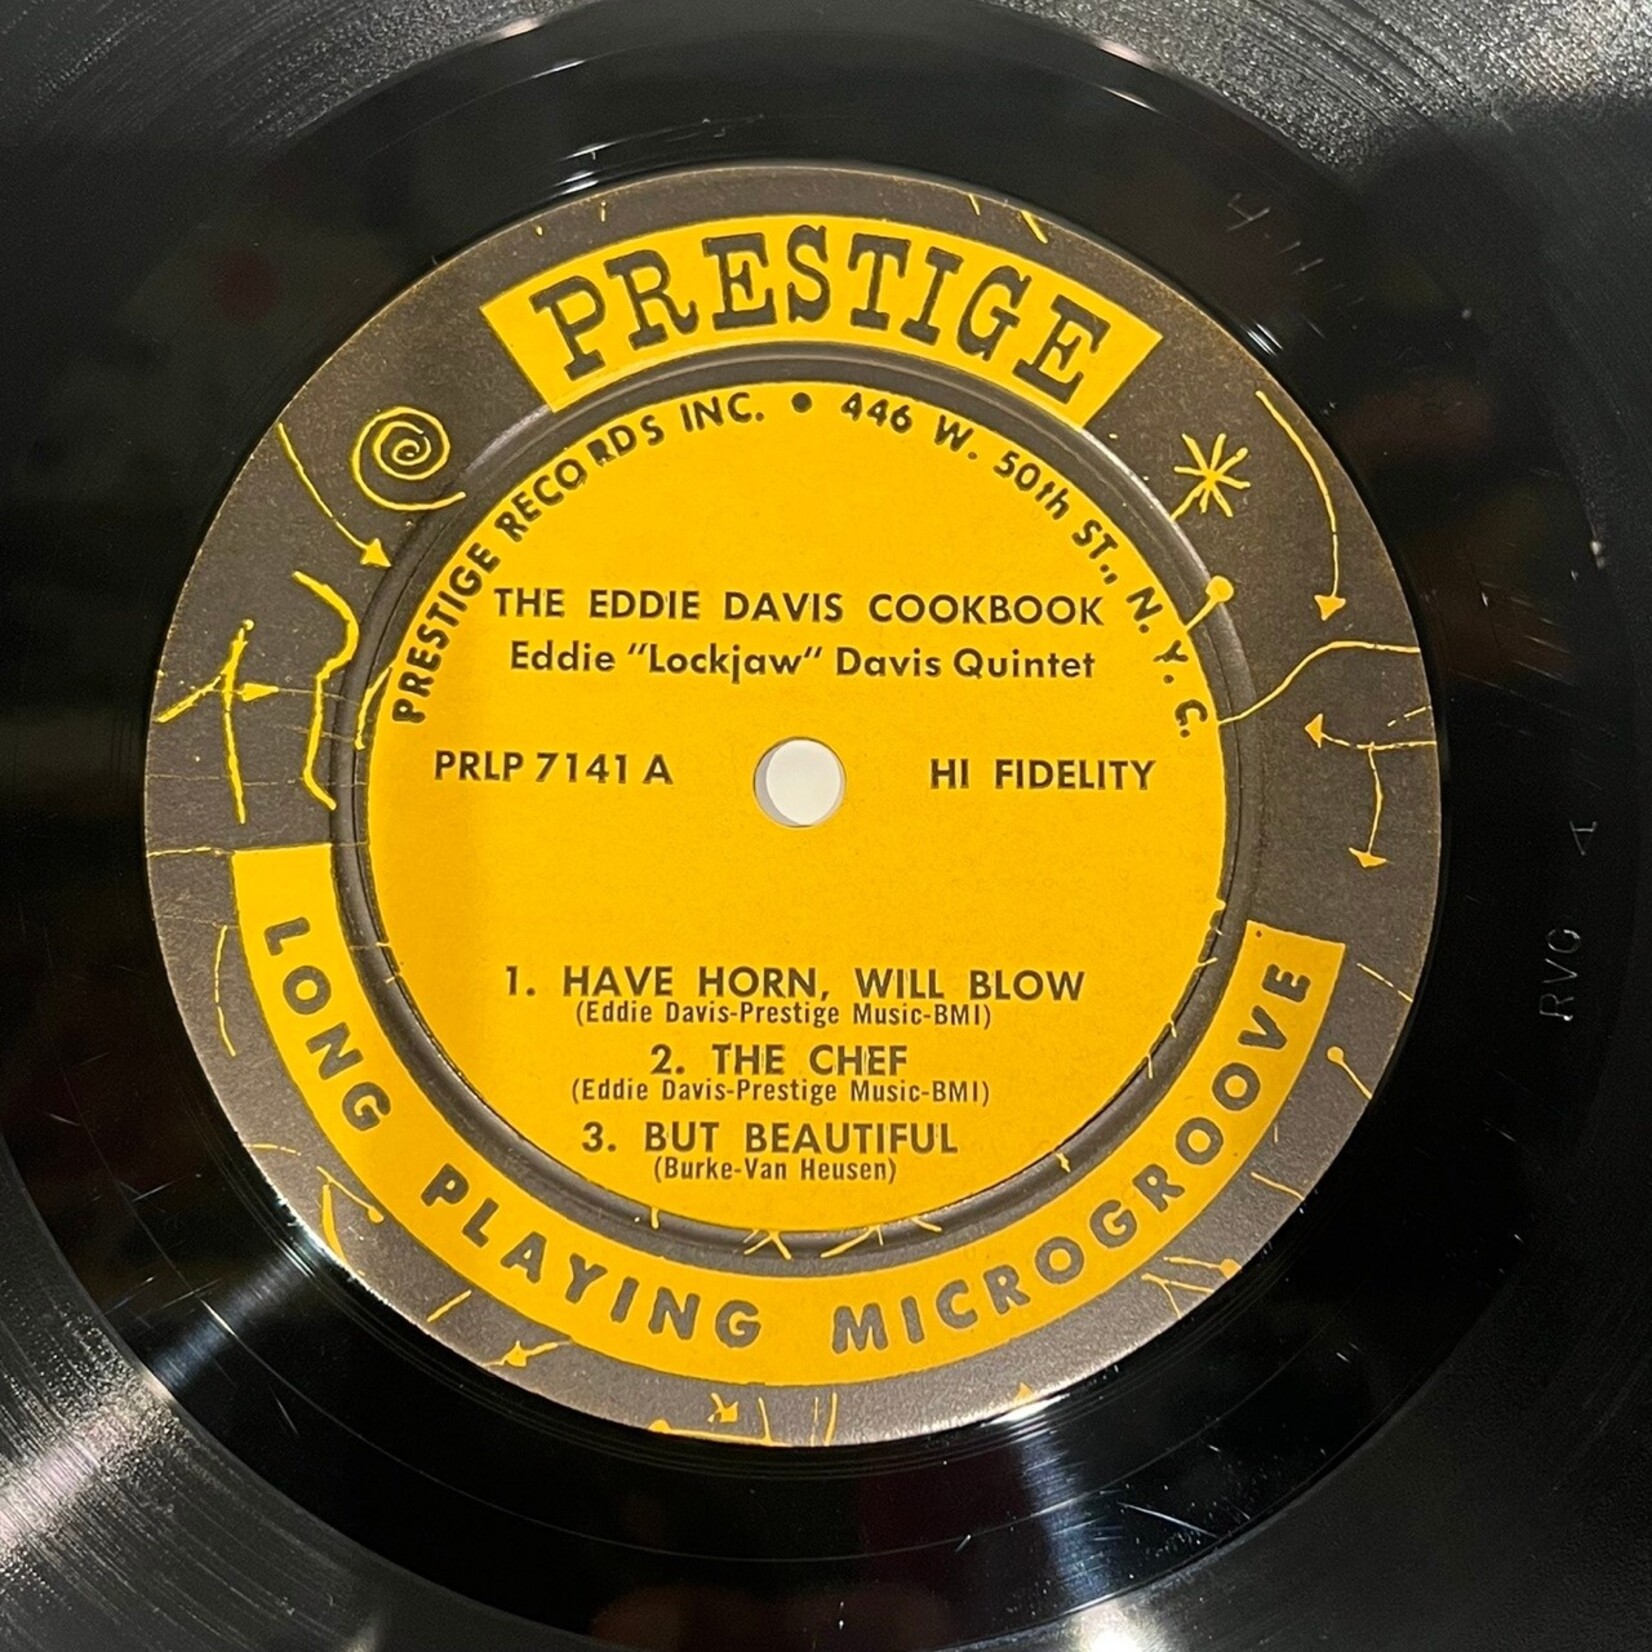 PRESTIGE
PRESTIGE RECORDS INC. • 446 W. 50th ST., N.Y.C.
THE EDDIE DAVIS COOKBOOK
Eddie "Lockjaw" Davis Quintet
PRLP 7141 A
HI FIDELITY
1. HAVE HORN, WILL BLOW
(Eddie Davis-Prestige Music-BMI)
2. THE CHEF
(Eddie Davis-Prestige Music-BMI)
3. BUT BEAUTIFUL
(Burke-Van Heusen)
LONG PLAYING MICROGROOVE
RVG